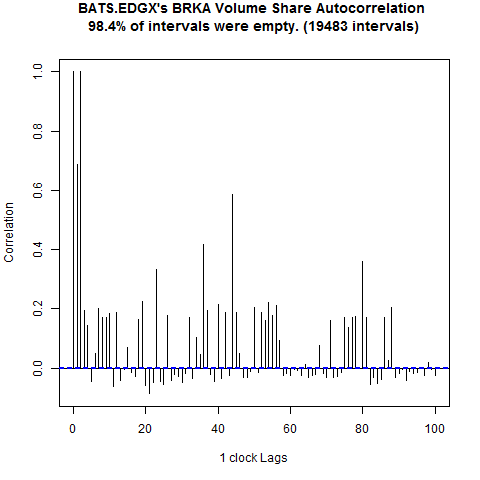 BATS.EDGX's BRKA Volume Share Autocorrelation
98.4% of intervals were empty. (19483 intervals)
1.0
0.8
0.6
0.4
0.2
0.0
Correlation
0 20 40 60 80 100
1 clock Lags